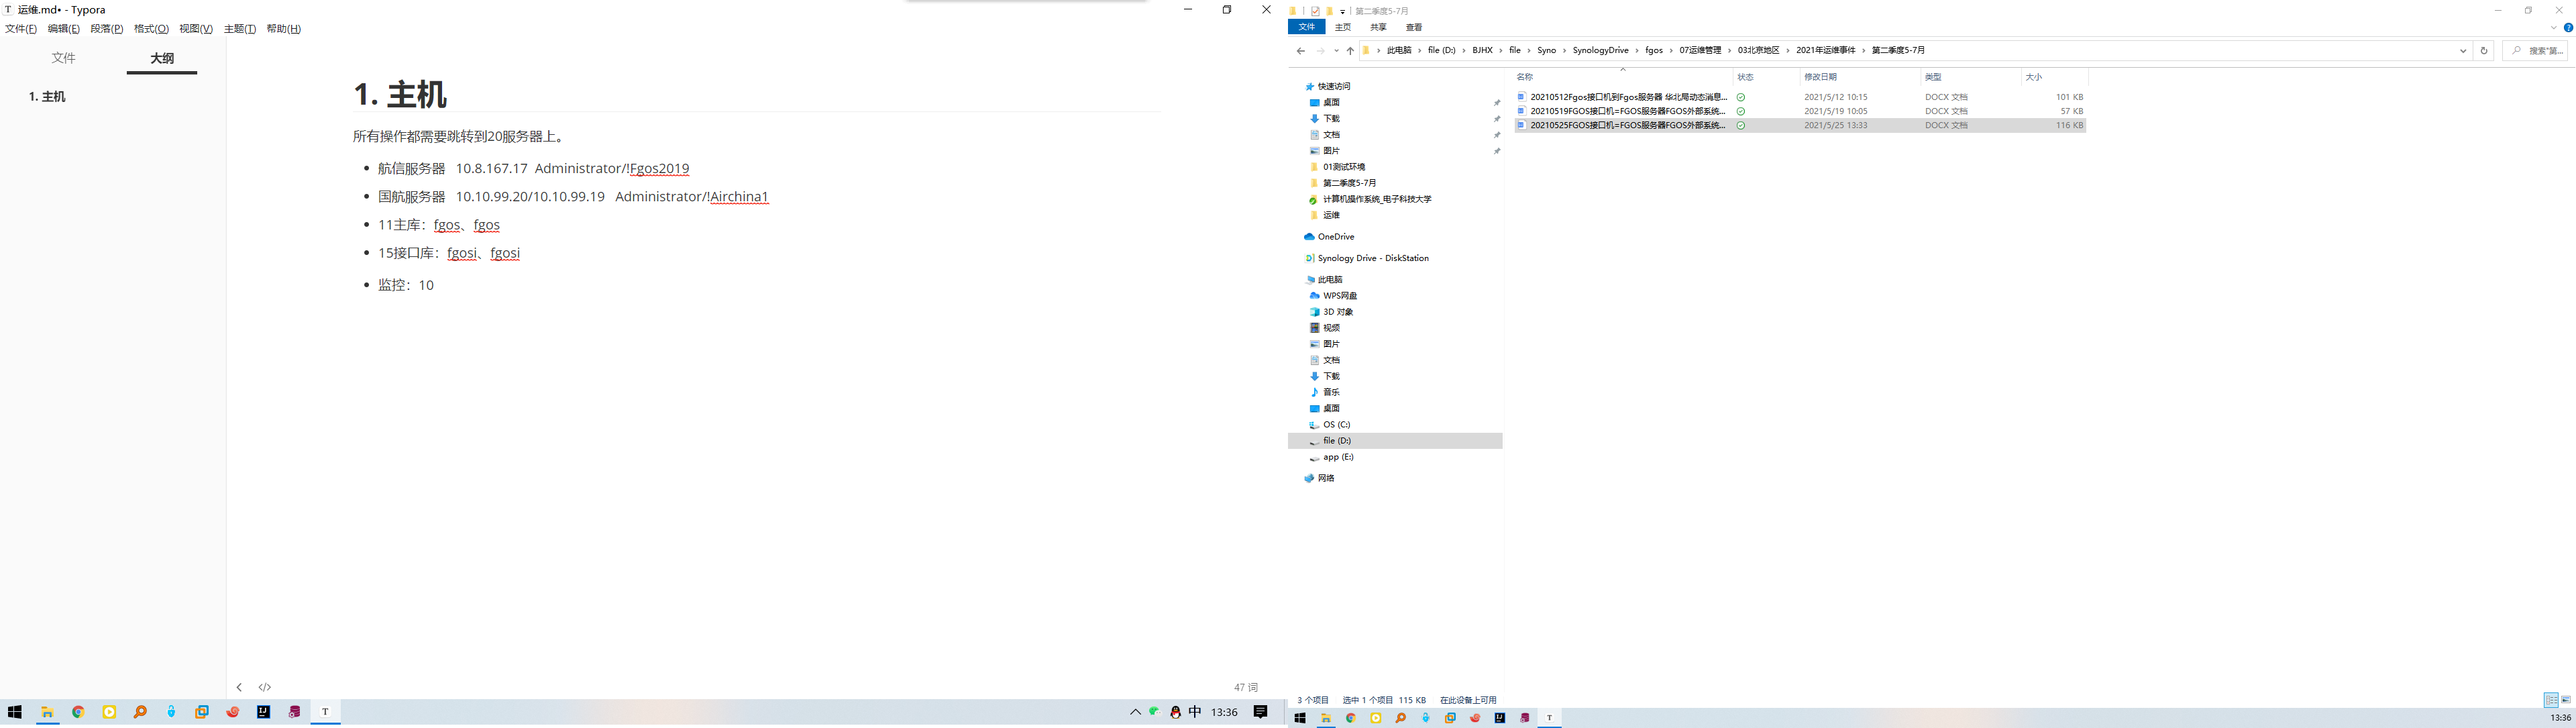 运维.md• - Typora
文件(F) 编辑(E) 段落(P) 格式(O) 视图(V) 主题(T) 帮助(H)
文件 大纲
1. 主机
1. 主机
所有操作都需要跳转到20服务器上。
航信服务器 10.8.167.17 Administrator/!Fgos2019
国航服务器 10.10.99.20/10.10.99.19 Administrator/!Airchina1
11主库：fgos、fgos
15接口库：fgosi、fgosi
监控：10
47 词
中 13:36
第二季度5-7月
文件 主页 共享 查看
此电脑 › file (D:) › BJHX › file › Syno › SynologyDrive › fgos › 07运维管理 › 03北京地区 › 2021年运维事件 › 第二季度5-7月
搜索"第...
名称 状态 修改日期 类型 大小
20210512Fgos接口机到Fgos服务器 华北局动态消息... 2021/5/12 10:15 DOCX 文档 101 KB
20210519FGOS接口机=FGOS服务器FGOS外部系统... 2021/5/19 10:05 DOCX 文档 57 KB
20210525FGOS接口机=FGOS服务器FGOS外部系统... 2021/5/25 13:33 DOCX 文档 116 KB
快速访问
桌面
下载
文档
图片
01测试环境
第二季度5-7月
计算机操作系统_电子科技大学
运维
OneDrive
Synology Drive - DiskStation
此电脑
WPS网盘
3D 对象
视频
图片
文档
下载
音乐
桌面
OS (C:)
file (D:)
app (E:)
网络
3 个项目 选中 1 个项目 115 KB 在此设备上可用
13:36